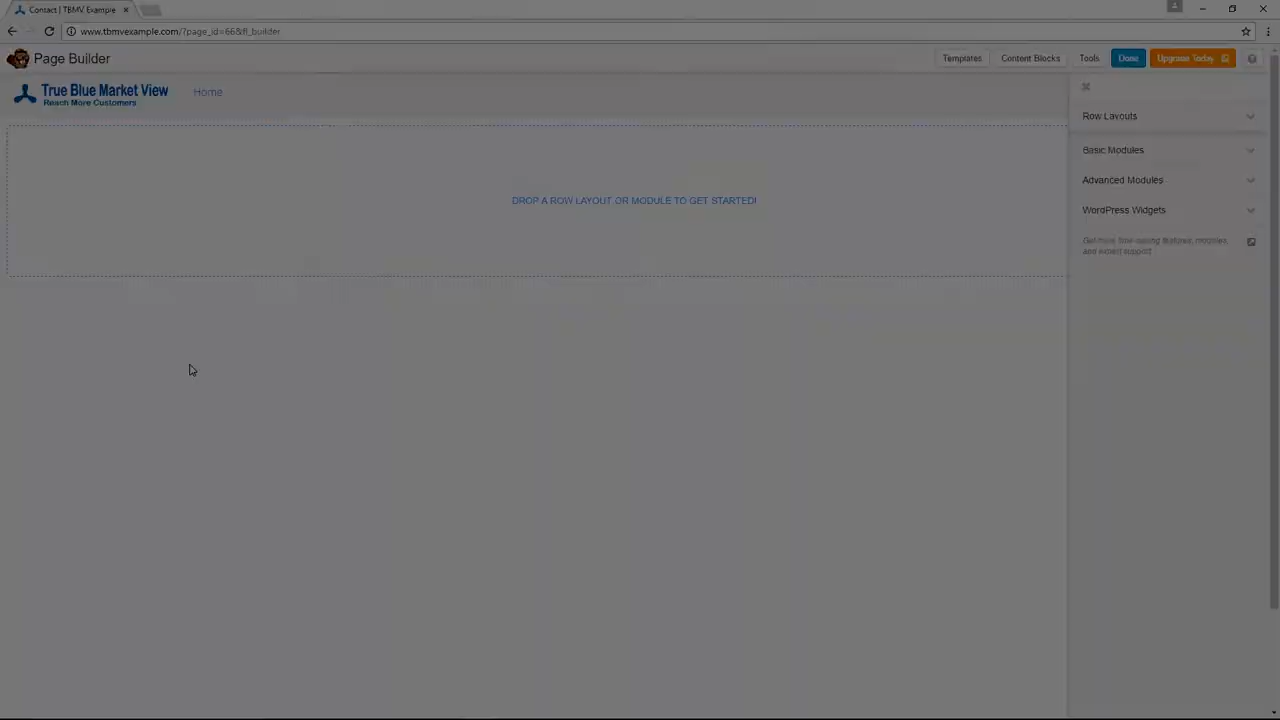 Contact | TBMV Example
www.tbmvexample.com/?page_id=66&fl_builder
Page Builder
Templates
Content Blocks
Tools
Done
Upgrade Today
True Blue Market View
Reach More Customers
Home
Row Layouts
Basic Modules
Advanced Modules
WordPress Widgets
Get more time-saving features, modules,
and expert support
DROP A ROW LAYOUT OR MODULE TO GET STARTED!